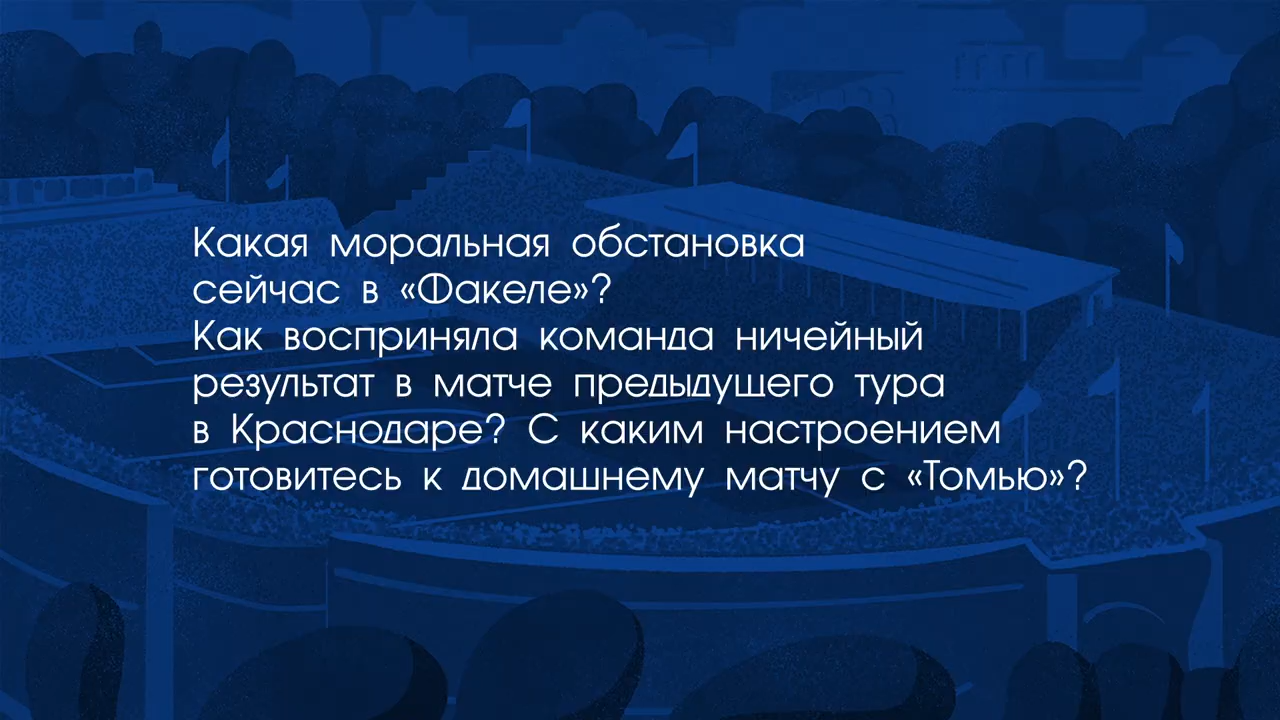 Какая моральная обстановка
сейчас в «Факеле»?
Как восприняла команда ничейный
результат в матче предыдущего тура
в Краснодаре? С каким настроением
готовитесь к домашнему матчу с «Томью»?